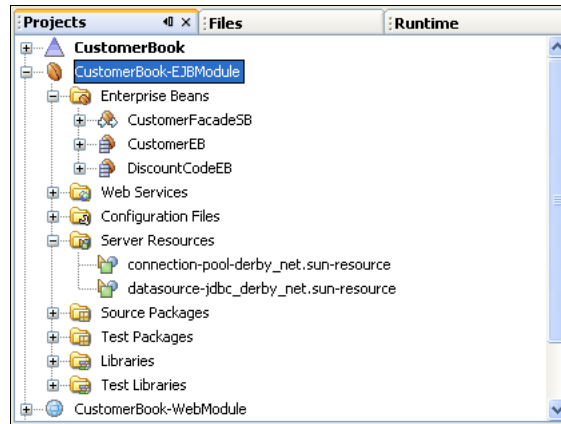 Projects Files Runtime
CustomerBook
CustomerBook-EJBModule
Enterprise Beans
CustomerFacadeSB
CustomerEB
DiscountCodeEB
Web Services
Configuration Files
Server Resources
connection-pool-derby_net.sun-resource
datasource-jdbc_derby_net.sun-resource
Source Packages
Test Packages
Libraries
Test Libraries
CustomerBook-WebModule